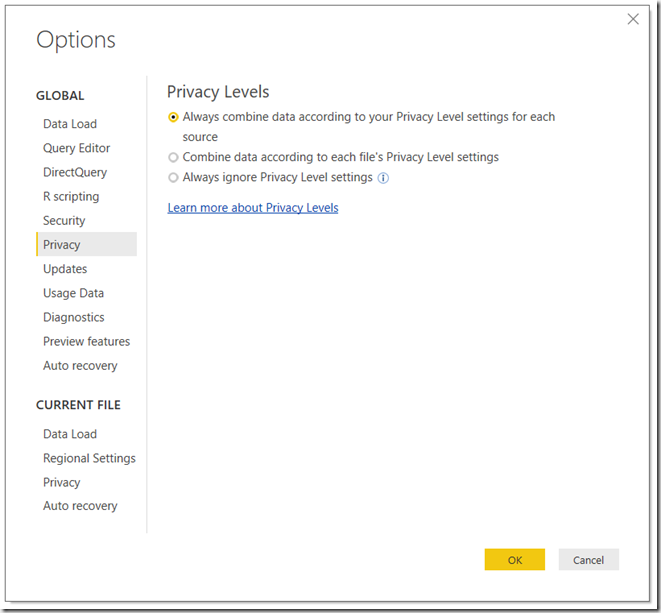 Options
GLOBAL
Data Load
Query Editor
DirectQuery
R scripting
Security
Privacy
Updates
Usage Data
Diagnostics
Preview features
Auto recovery
CURRENT FILE
Data Load
Regional Settings
Privacy
Auto recovery
Privacy Levels
Always combine data according to your Privacy Level settings for each
source
Combine data according to each file's Privacy Level settings
Always ignore Privacy Level settings
Learn more about Privacy Levels
OK
Cancel